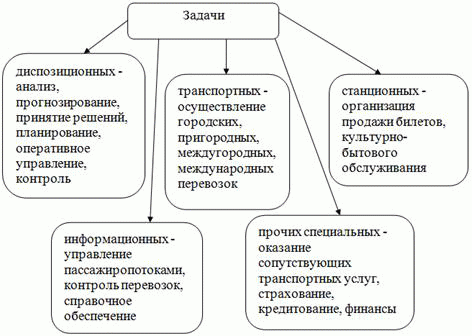 Задачи
диспозиционных -
анализ,
прогнозирование,
принятие решений,
планирование,
оперативное
управление,
контроль
транспортных -
осуществление
городских,
пригородных,
междугородных,
международных
перевозок
станционных -
организация
продажи билетов,
культурно-
бытового
обслуживания
информационных -
управление
пассажиропотоками,
контроль перевозок,
справочное
обеспечение
прочих специальных -
оказание
сопутствующих
транспортных услуг,
страхование,
кредитование, финансы